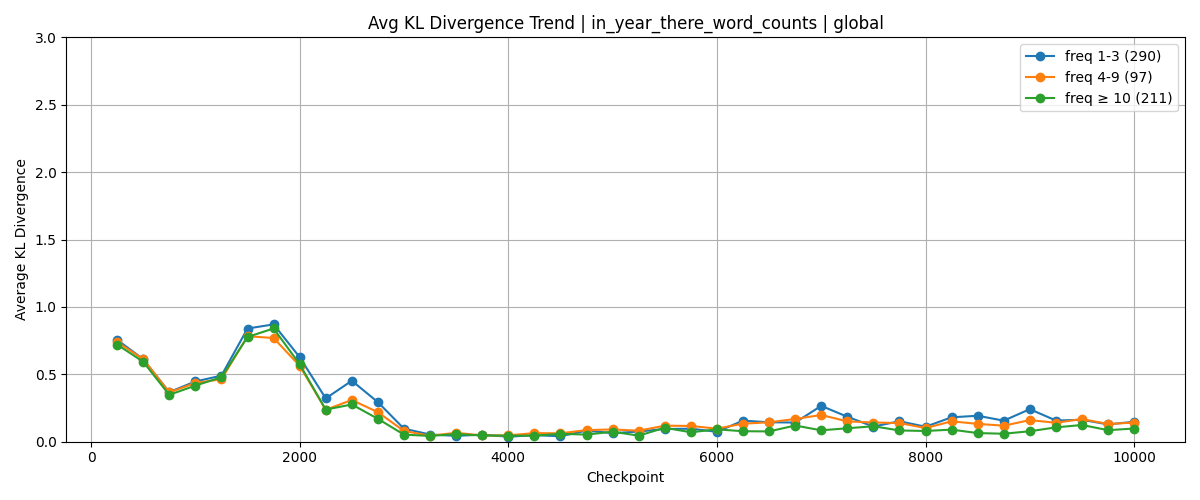 Avg KL Divergence Trend | in_year_there_word_counts | global
3.0
2.5
2.0
1.5
1.0
0.5
0.0
Average KL Divergence
freq 1-3 (290)
freq 4-9 (97)
freq ≥ 10 (211)
0 2000 4000 6000 8000 10000
Checkpoint